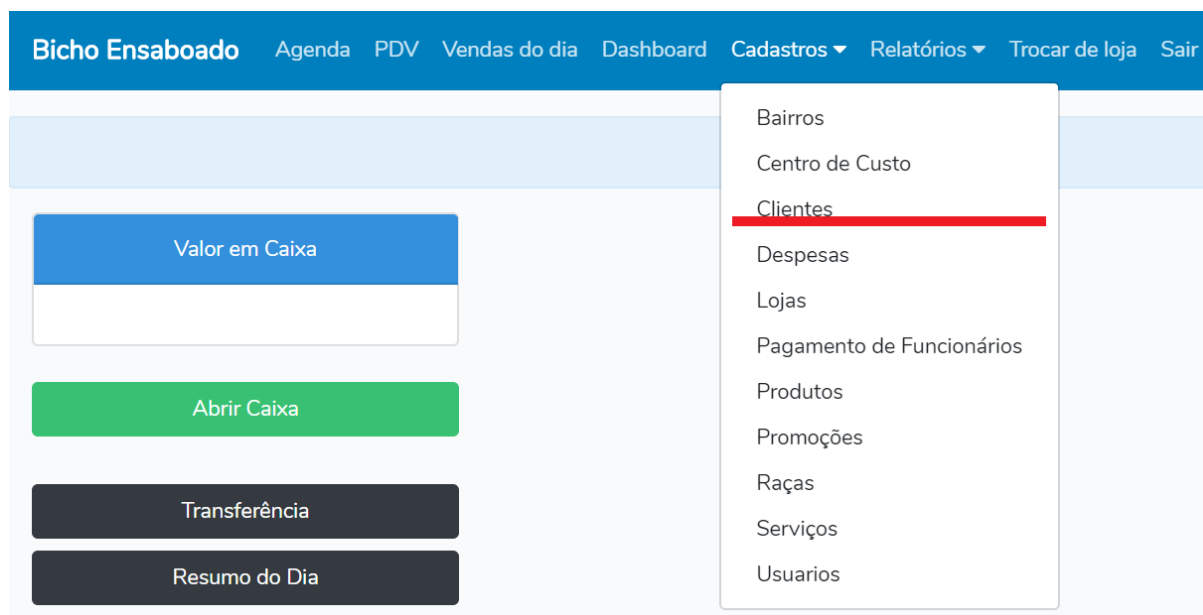 Bicho Ensaboado Agenda PDV Vendas do dia Dashboard Cadastros Relatórios Trocar de loja Sair
Bairros
Centro de Custo
Clientes
Despesas
Lojas
Pagamento de Funcionários
Produtos
Promoções
Raças
Serviços
Usuarios
Valor em Caixa
Abrir Caixa
Transferência
Resumo do Dia